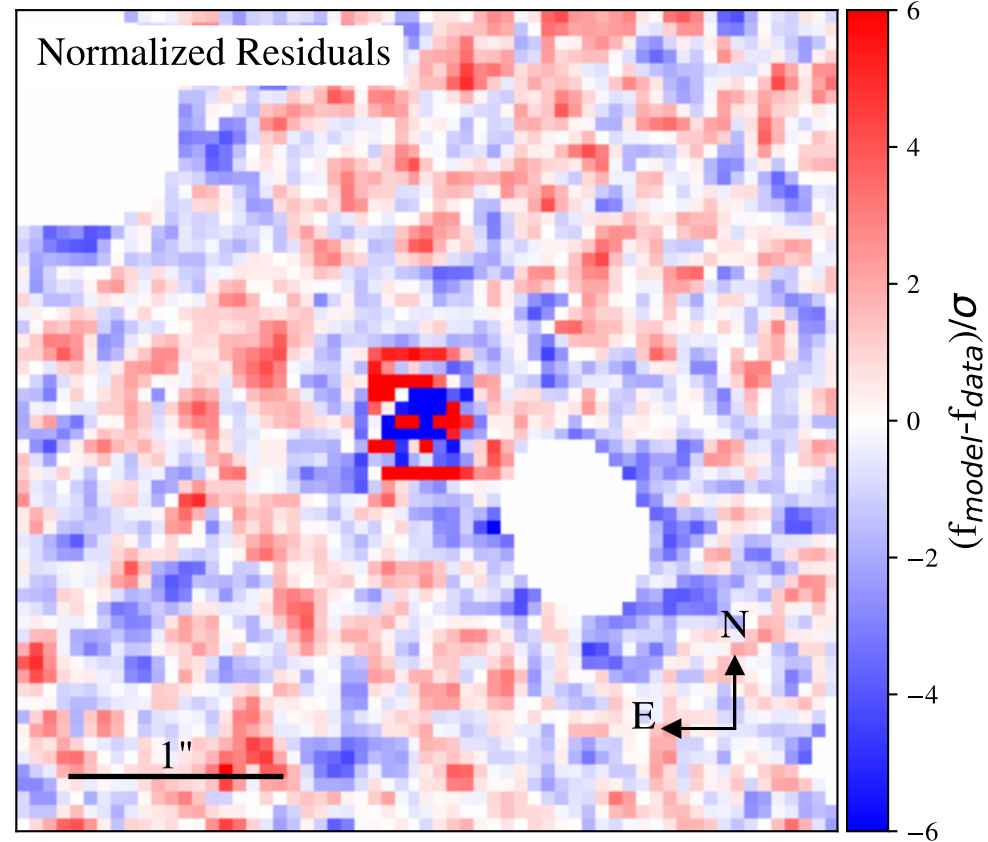 Normalized Residuals
6
4
2
0
−2
−4
−6
(f_model-f_data)/σ
N
E
1"